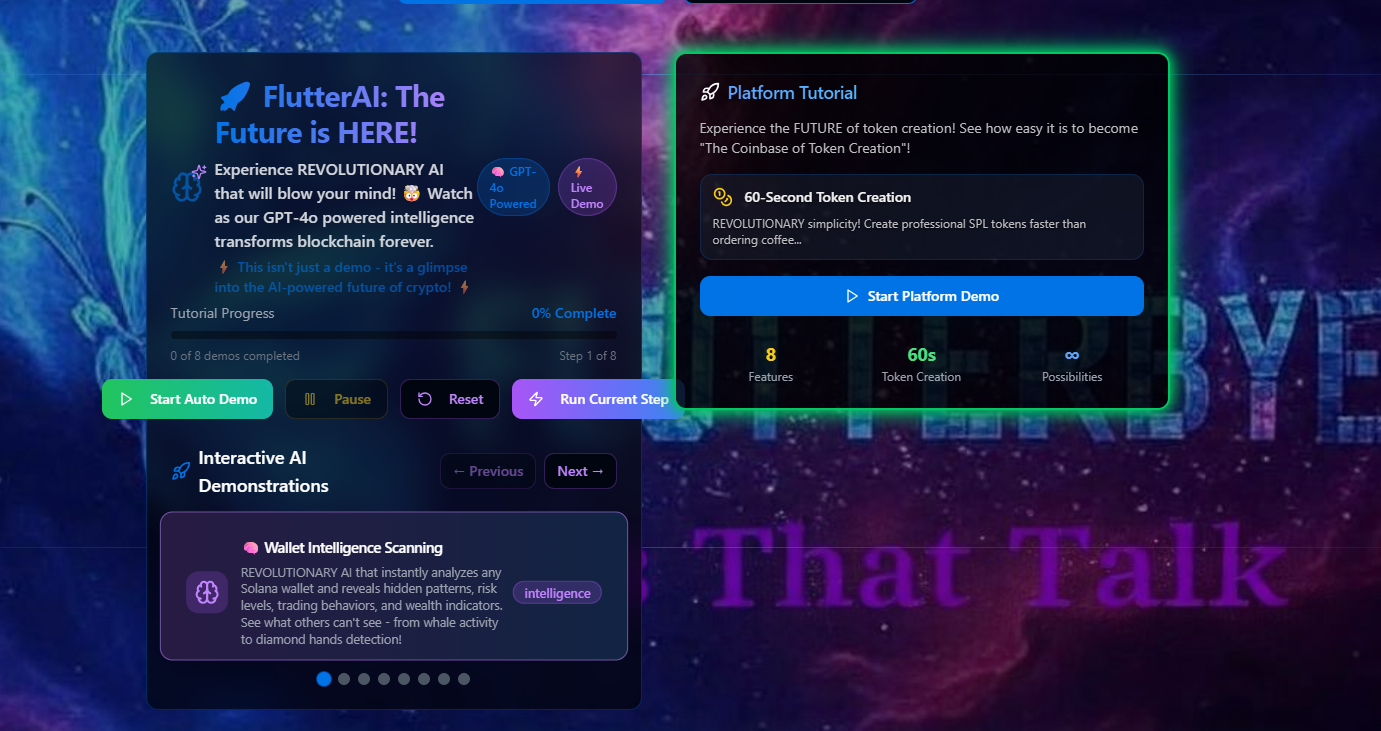 FlutterAI: The
Future is HERE!
Experience REVOLUTIONARY AI
that will blow your mind! 🤯 Watch
as our GPT-4o powered intelligence
transforms blockchain forever.
⚡ This isn't just a demo - it's a glimpse
into the AI-powered future of crypto! ⚡
🧠 GPT-
4o
Powered
⚡
Live
Demo
Tutorial Progress
0% Complete
0 of 8 demos completed
Step 1 of 8
Start Auto Demo
Pause
Reset
Run Current Step
Interactive AI
Demonstrations
← Previous
Next →
🧠 Wallet Intelligence Scanning
REVOLUTIONARY AI that instantly analyzes any
Solana wallet and reveals hidden patterns, risk
levels, trading behaviors, and wealth indicators.
See what others can't see - from whale activity
to diamond hands detection!
intelligence
Platform Tutorial
Experience the FUTURE of token creation! See how easy it is to become
"The Coinbase of Token Creation"!
60-Second Token Creation
REVOLUTIONARY simplicity! Create professional SPL tokens faster than
ordering coffee...
Start Platform Demo
8
Features
60s
Token Creation
∞
Possibilities
TTERBYE
s That Talk